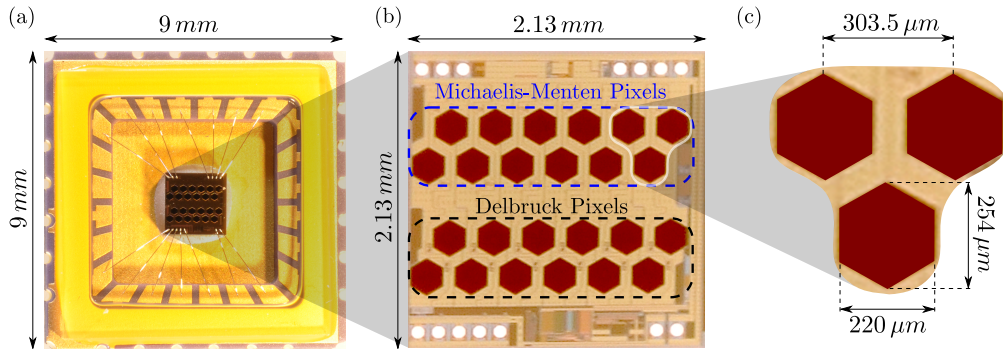 (a)
9 mm
9 mm
(b)
2.13 mm
2.13 mm
Michaelis-Menten Pixels
Delbruck Pixels
(c)
303.5 µm
254 µm
220 µm